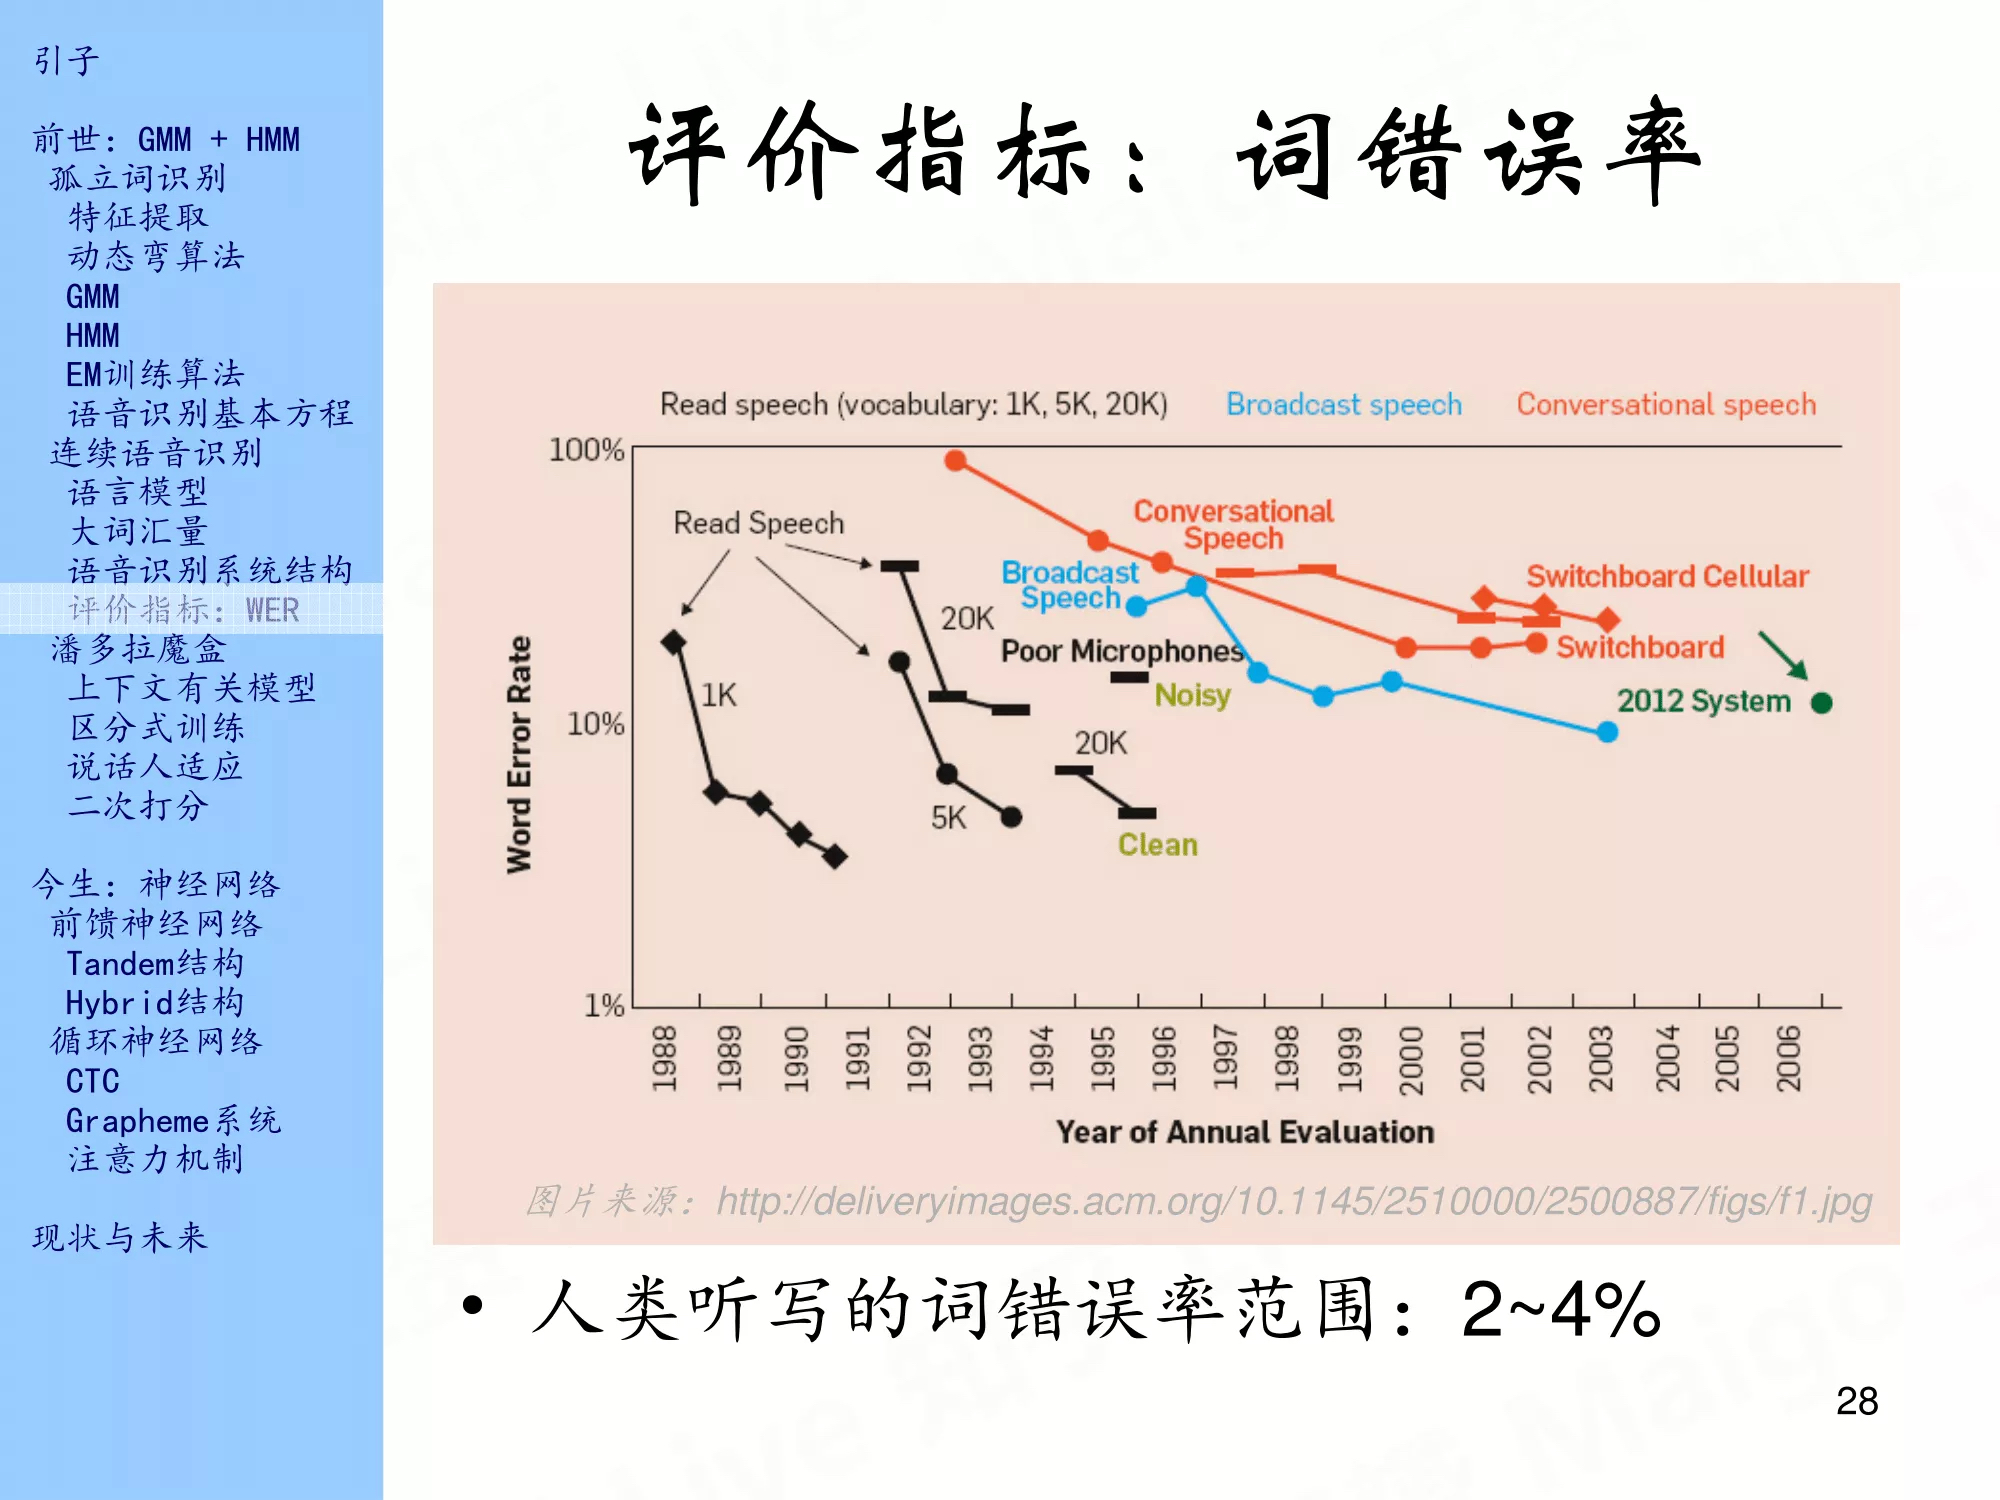 引子
前世：GMM + HMM
孤立词识别
特征提取
动态弯算法
GMM
HMM
EM训练算法
语音识别基本方程
连续语音识别
语言模型
大词汇量
语音识别系统结构
评价指标：WER
潘多拉魔盒
上下文有关模型
区分式训练
说话人适应
二次打分
今生：神经网络
前馈神经网络
Tandem结构
Hybrid结构
循环神经网络
CTC
Grapheme系统
注意力机制
现状与未来
评价指标：词错误率
Read speech (vocabulary: 1K, 5K, 20K) Broadcast speech Conversational speech
100%
10%
1%
Word Error Rate
Read Speech
1K
20K
5K
Conversational
Speech
Broadcast
Speech
Poor Microphones
Noisy
20K
Clean
Switchboard Cellular
Switchboard
2012 System
1988 1989 1990 1991 1992 1993 1994 1995 1996 1997 1998 1999 2000 2001 2002 2003 2004 2005 2006
Year of Annual Evaluation
图片来源：http://deliveryimages.acm.org/10.1145/2510000/2500887/figs/f1.jpg
• 人类听写的词错误率范围：2~4%
28